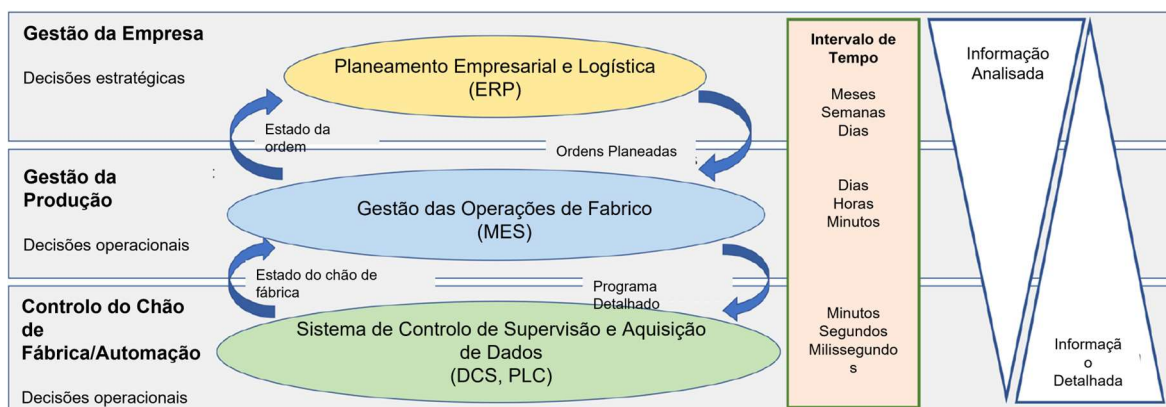 Gestão da Empresa
Decisões estratégicas
Planeamento Empresarial e Logística
(ERP)
Estado da
ordem
Ordens Planeadas
Gestão da
Produção
Decisões operacionais
Gestão das Operações de Fabrico
(MES)
Estado do chão de
fábrica
Programa
Detalhado
Controlo do Chão
de
Fábrica/Automação
Decisões operacionais
Sistema de Controlo de Supervisão e Aquisição
de Dados
(DCS, PLC)
Intervalo de
Tempo
Meses
Semanas
Dias
Dias
Horas
Minutos
Minutos
Segundos
Milissegundo
s
Informação
Analisada
Informaçã
o
Detalhada